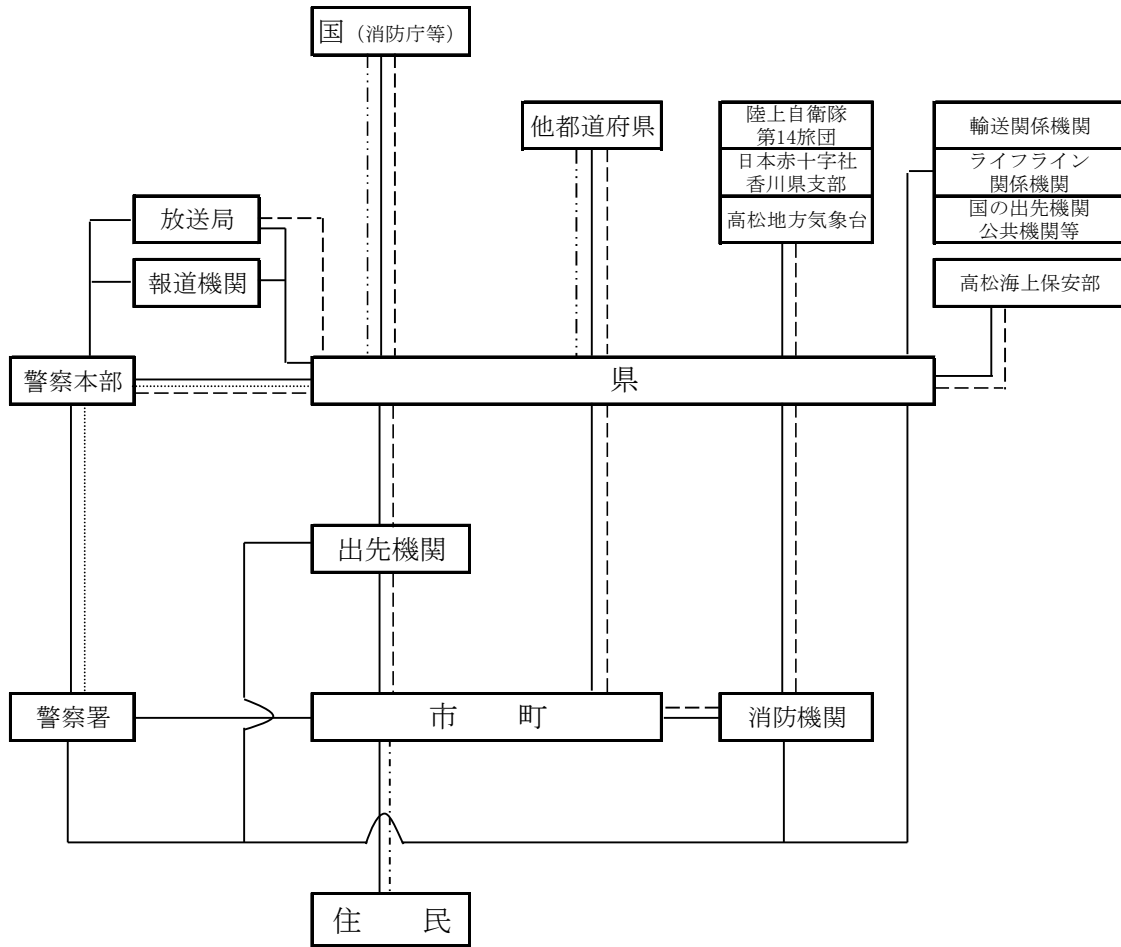 国（消防庁等）
他都道府県
陸上自衛隊
第14旅団
日本赤十字社
香川県支部
高松地方気象台
輸送関係機関
ライフライン
関係機関
国の出先機関
公共機関等
高松海上保安部
放送局
報道機関
警察本部
県
出先機関
警察署
市　町
消防機関
住　民